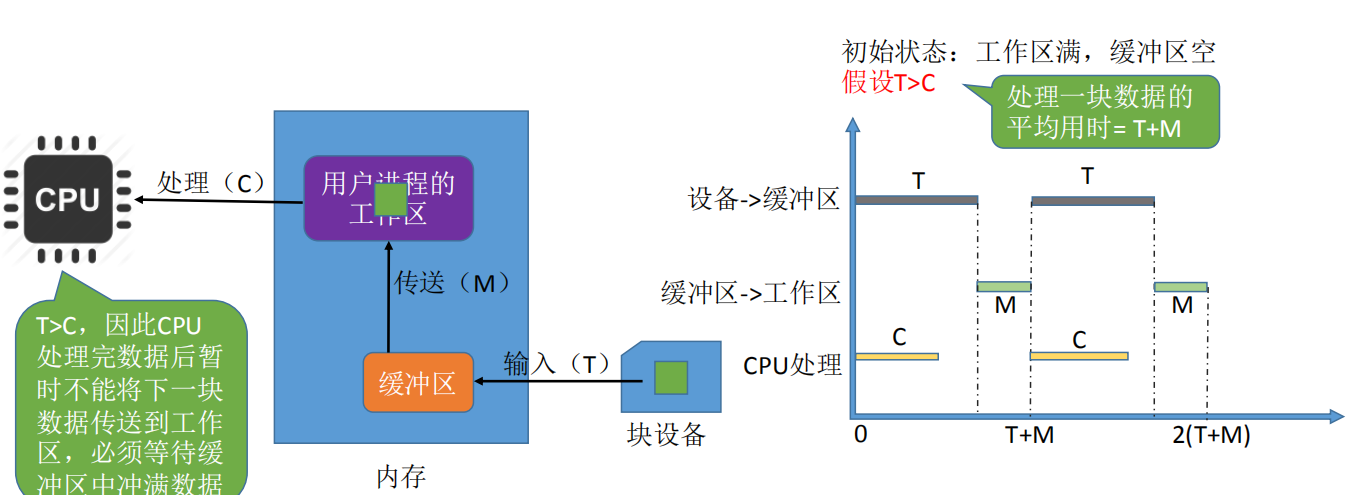 初始状态：工作区满，缓冲区空
假设T>C
处理一块数据的
平均用时= T+M
CPU
处理（C）
用户进程的
工作区
传送（M）
缓冲区
输入（T）
块设备
内存
T>C，因此CPU
处理完数据后暂
时不能将下一块
数据传送到工作
区，必须等待缓
冲区中冲满数据
设备->缓冲区
T
T
缓冲区->工作区
M
M
CPU处理
C
C
0
T+M
2(T+M)